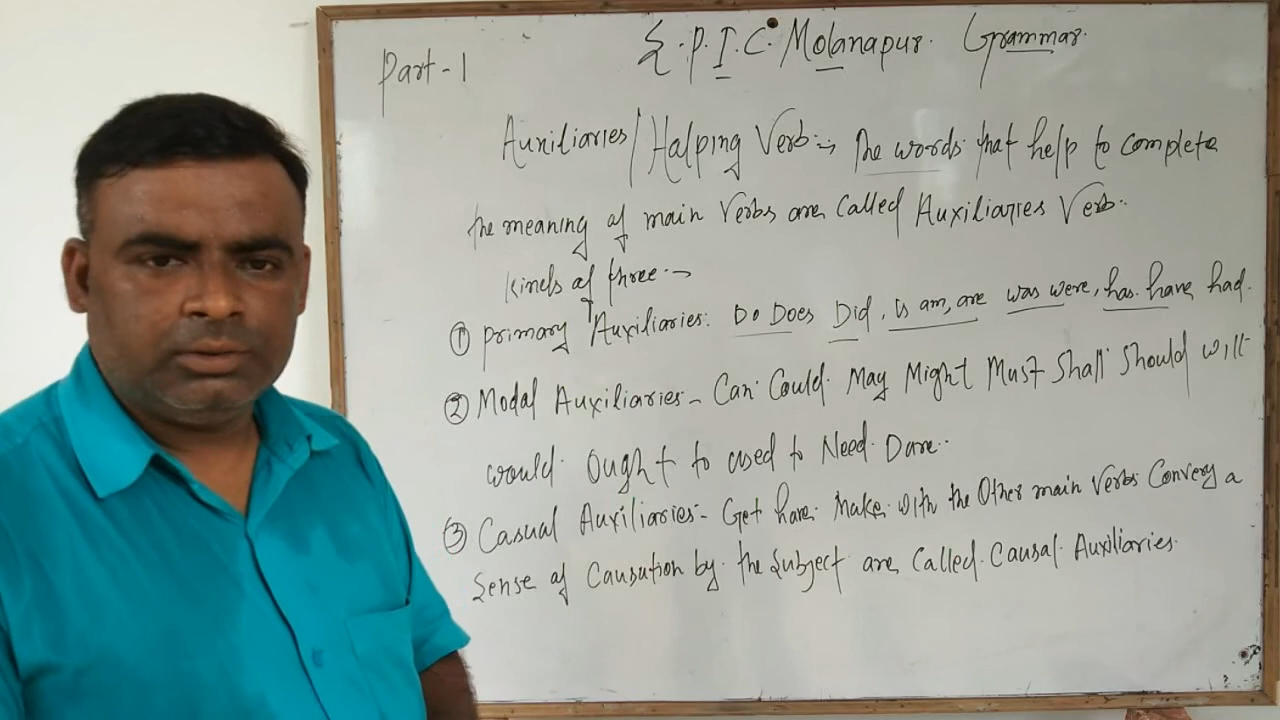 Part-1
E.P.I.C. Molanapur. Grammar.
Auxiliaries/Halping Verb:→ The words that help to complete
the meaning of main Verbs are called Auxiliaries Verb..
Kinds of three.→
① Primary Auxiliaries: Do Does Did, is am, are was were, has have had.
② Modal Auxiliaries- Can Could May Might Must Shall Should will
would Ought to used to Need Dare..
③ Casual Auxiliaries- Get have Make with the Other main Verbs Convery a
Sense of Causution by the Subject are Called Causal Auxiliaries.